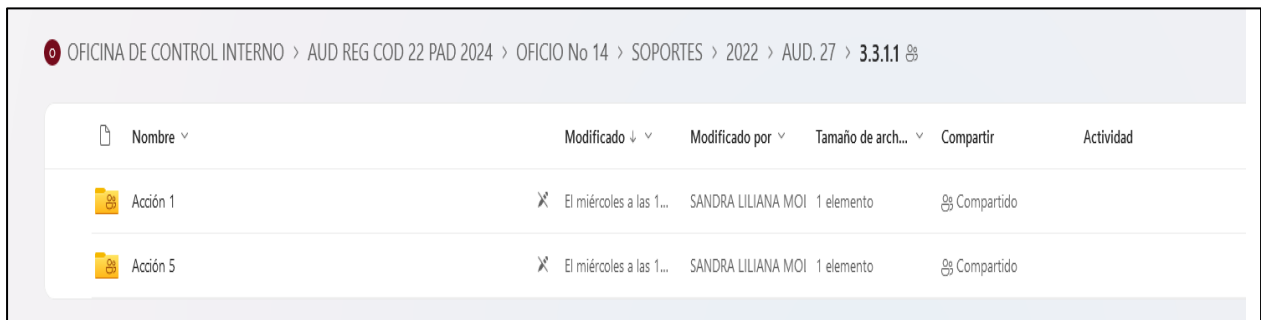 O OFICINA DE CONTROL INTERNO > AUD REG COD 22 PAD 2024 > OFICIO No 14 > SOPORTES > 2022 > AUD. 27 > 3.3.1.1
Nombre Modificado ↓ Modificado por Tamaño de arch... Compartir Actividad
Acción 1 El miércoles a las 1... SANDRA LILIANA MOI 1 elemento Compartido
Acción 5 El miércoles a las 1... SANDRA LILIANA MOI 1 elemento Compartido